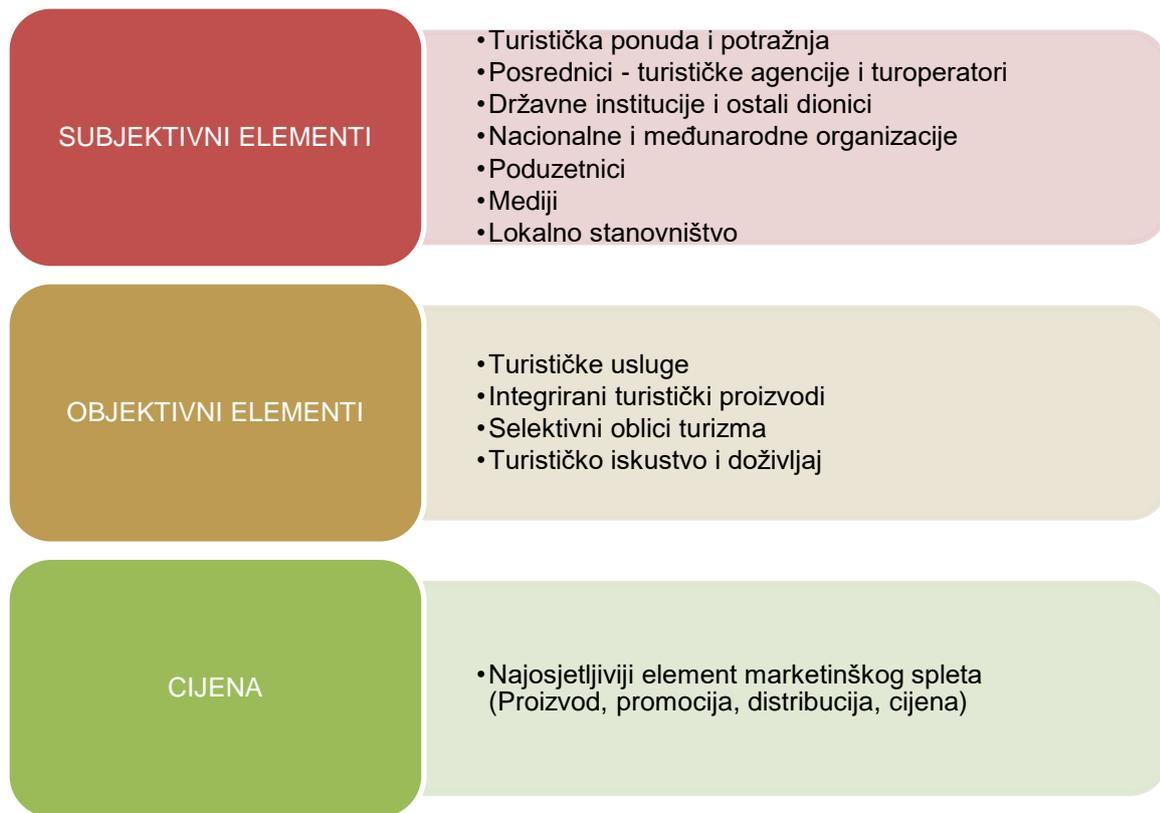 SUBJEKTIVNI ELEMENTI
•Turistička ponuda i potražnja
•Posrednici - turističke agencije i turoperatori
•Državne institucije i ostali dionici
•Nacionalne i međunarodne organizacije
•Poduzetnici
•Mediji
•Lokalno stanovništvo
OBJEKTIVNI ELEMENTI
•Turističke usluge
•Integrirani turistički proizvodi
•Selektivni oblici turizma
•Turističko iskustvo i doživljaj
CIJENA
•Najosjetljiviji element marketinškog spleta
(Proizvod, promocija, distribucija, cijena)